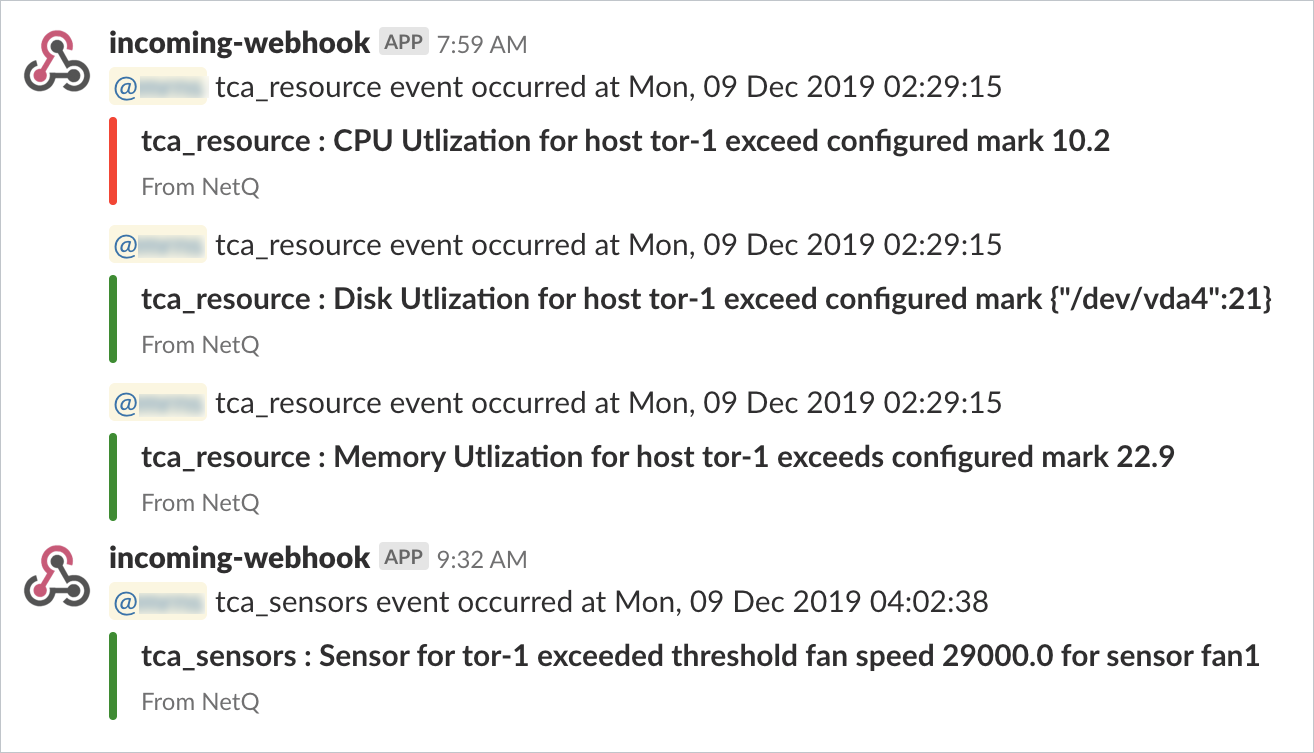 incoming-webhook APP 7:59 AM
@ tca_resource event occurred at Mon, 09 Dec 2019 02:29:15
tca_resource : CPU Utlization for host tor-1 exceed configured mark 10.2
From NetQ
@ tca_resource event occurred at Mon, 09 Dec 2019 02:29:15
tca_resource : Disk Utlization for host tor-1 exceed configured mark {"/dev/vda4":21}
From NetQ
@ tca_resource event occurred at Mon, 09 Dec 2019 02:29:15
tca_resource : Memory Utlization for host tor-1 exceeds configured mark 22.9
From NetQ
incoming-webhook APP 9:32 AM
@ tca_sensors event occurred at Mon, 09 Dec 2019 04:02:38
tca_sensors : Sensor for tor-1 exceeded threshold fan speed 29000.0 for sensor fan1
From NetQ